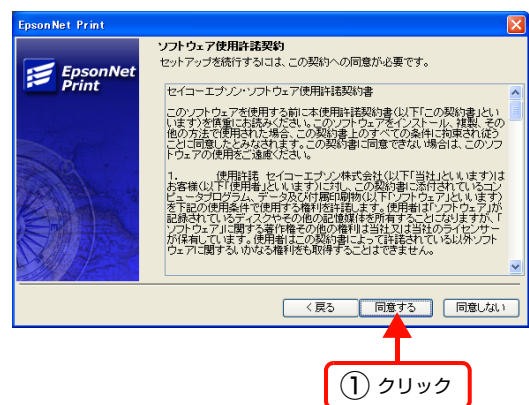 EpsonNet Print
EpsonNet
Print
ソフトウェア使用許諾契約
セットアップを続行するには、この契約への同意が必要です。
セイコーエプソン・ソフトウェア使用許諾契約書
このソフトウェアを使用する前に本使用許諾契約書(以下「この契約書」とい
います)を慎重にお読みください。このソフトウェアをインストール、複製、その
他の方法で使用された場合、この契約書上のすべての条件に拘束され従う
ことに同意したとみなされます。この契約書に同意できない場合は、このソフ
トウェアの使用をご遠慮ください。
1. 使用許諾 セイコーエプソン株式会社(以下「当社」といいます)は
お客様(以下「使用者」といいます)に対し、この契約書に添付されているコン
ピュータプログラム、データ及び付属印刷物(以下「ソフトウェア」といいます)
を下記の使用条件で使用する権利を許諾します。使用者は「ソフトウェア」が
記録されているディスクやその他の記憶媒体を所有することになりますが、「
ソフトウェア」に関する著作権その他の権利は当社又は当社のライセンサー
が保有しています。使用者はこの契約書によって許諾されている以外ソフト
ウェアに関するいかなる権利をも取得することはできません。
< 戻る 同意する 同意しない
① クリック